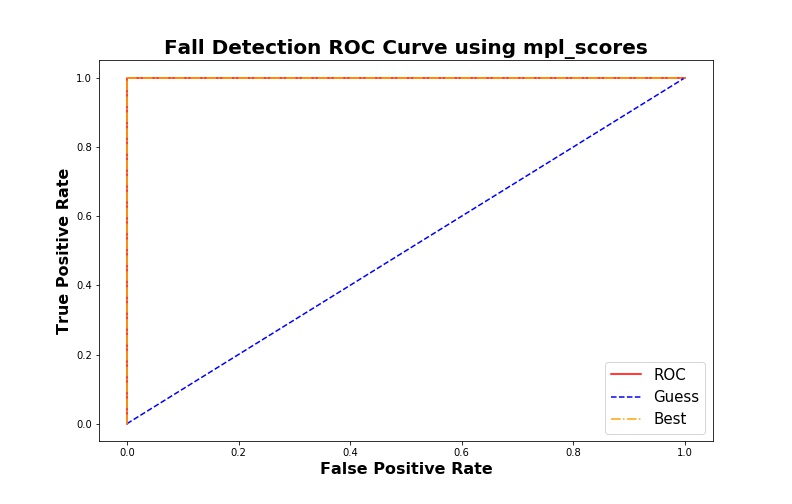 Fall Detection ROC Curve using mpl_scores
1.0
0.8
0.6
0.4
0.2
0.0
True Positive Rate
0.0 0.2 0.4 0.6 0.8 1.0
False Positive Rate
ROC
Guess
Best